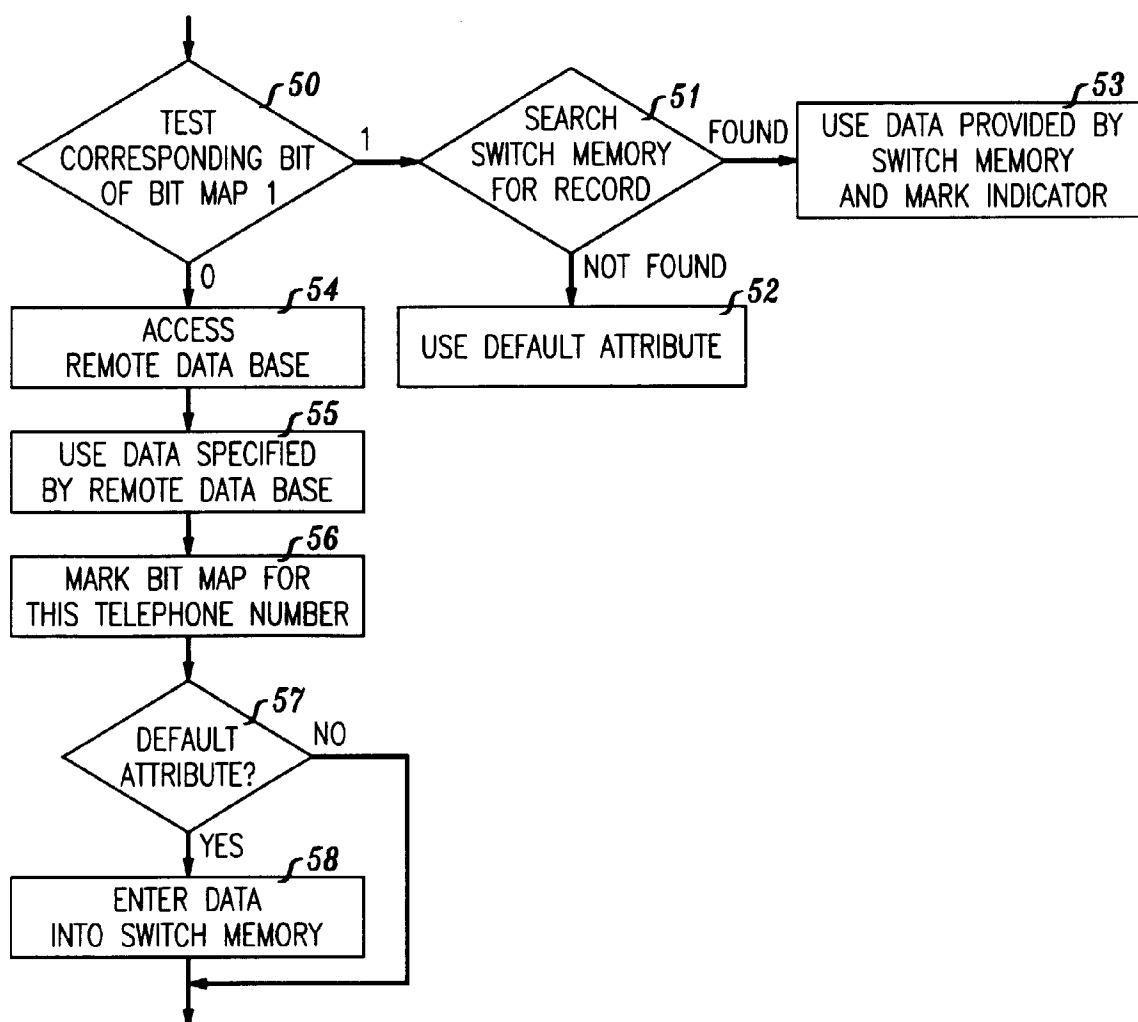 50
TEST
CORRESPONDING BIT
OF BIT MAP 1
1
0
51
SEARCH
SWITCH MEMORY
FOR RECORD
FOUND
NOT FOUND
53
USE DATA PROVIDED BY
SWITCH MEMORY
AND MARK INDICATOR
52
USE DEFAULT ATTRIBUTE
54
ACCESS
REMOTE DATA BASE
55
USE DATA SPECIFIED
BY REMOTE DATA BASE
56
MARK BIT MAP FOR
THIS TELEPHONE NUMBER
57
DEFAULT
ATTRIBUTE?
NO
YES
58
ENTER DATA
INTO SWITCH MEMORY